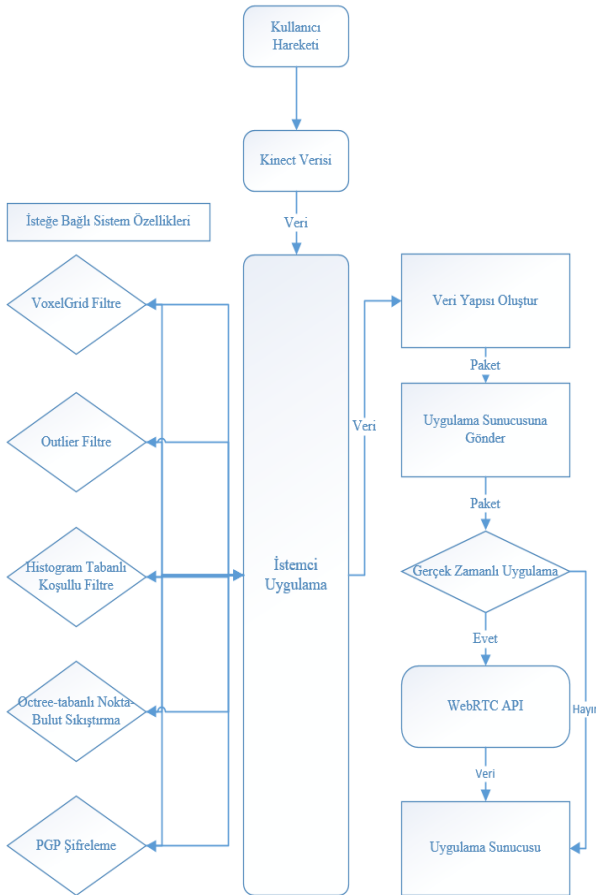 Kullanıcı
Hareketi
Kinect Verisi
Veri
İsteğe Bağlı Sistem Özellikleri
VoxelGrid Filtre
Outlier Filtre
Histogram Tabanlı
Koşullu Filtre
Octree-tabanlı Nokta-
Bulut Sıkıştırma
PGP Şifreleme
İstemci
Uygulama
Veri
Veri Yapısı Oluştur
Paket
Uygulama Sunucusuna
Gönder
Paket
Gerçek Zamanlı Uygulama
Evet
WebRTC API
Hayır
Veri
Uygulama Sunucusu